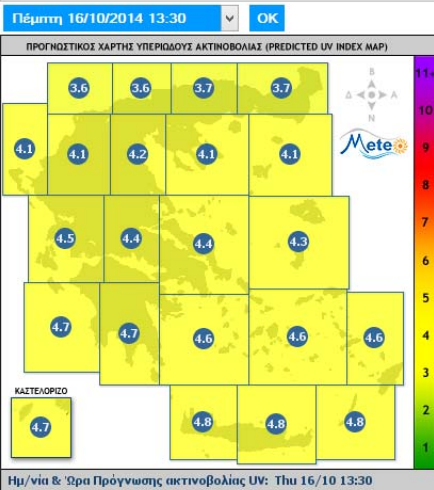 Πέμπτη 16/10/2014 13:30 OK
ΠΡΟΓΝΩΣΤΙΚΟΣ ΧΑΡΤΗΣ ΥΠΕΡΙΩΔΟΥΣ ΑΚΤΙΝΟΒΟΛΙΑΣ (PREDICTED UV INDEX MAP)
3.6 3.6 3.7 3.7
Β
Δ Α
Ν
4.1 4.1 4.2 4.1 4.1
Meteo
4.5 4.4 4.4 4.3
4.7 4.7 4.6 4.6 4.6
ΚΑΣΤΕΛΟΡΙΖΟ
4.7
4.8 4.8 4.8
11+
10
9
8
7
6
5
4
3
2
1
Ημ/νία & Ώρα Πρόγνωσης ακτινοβολίας UV: Thu 16/10 13:30